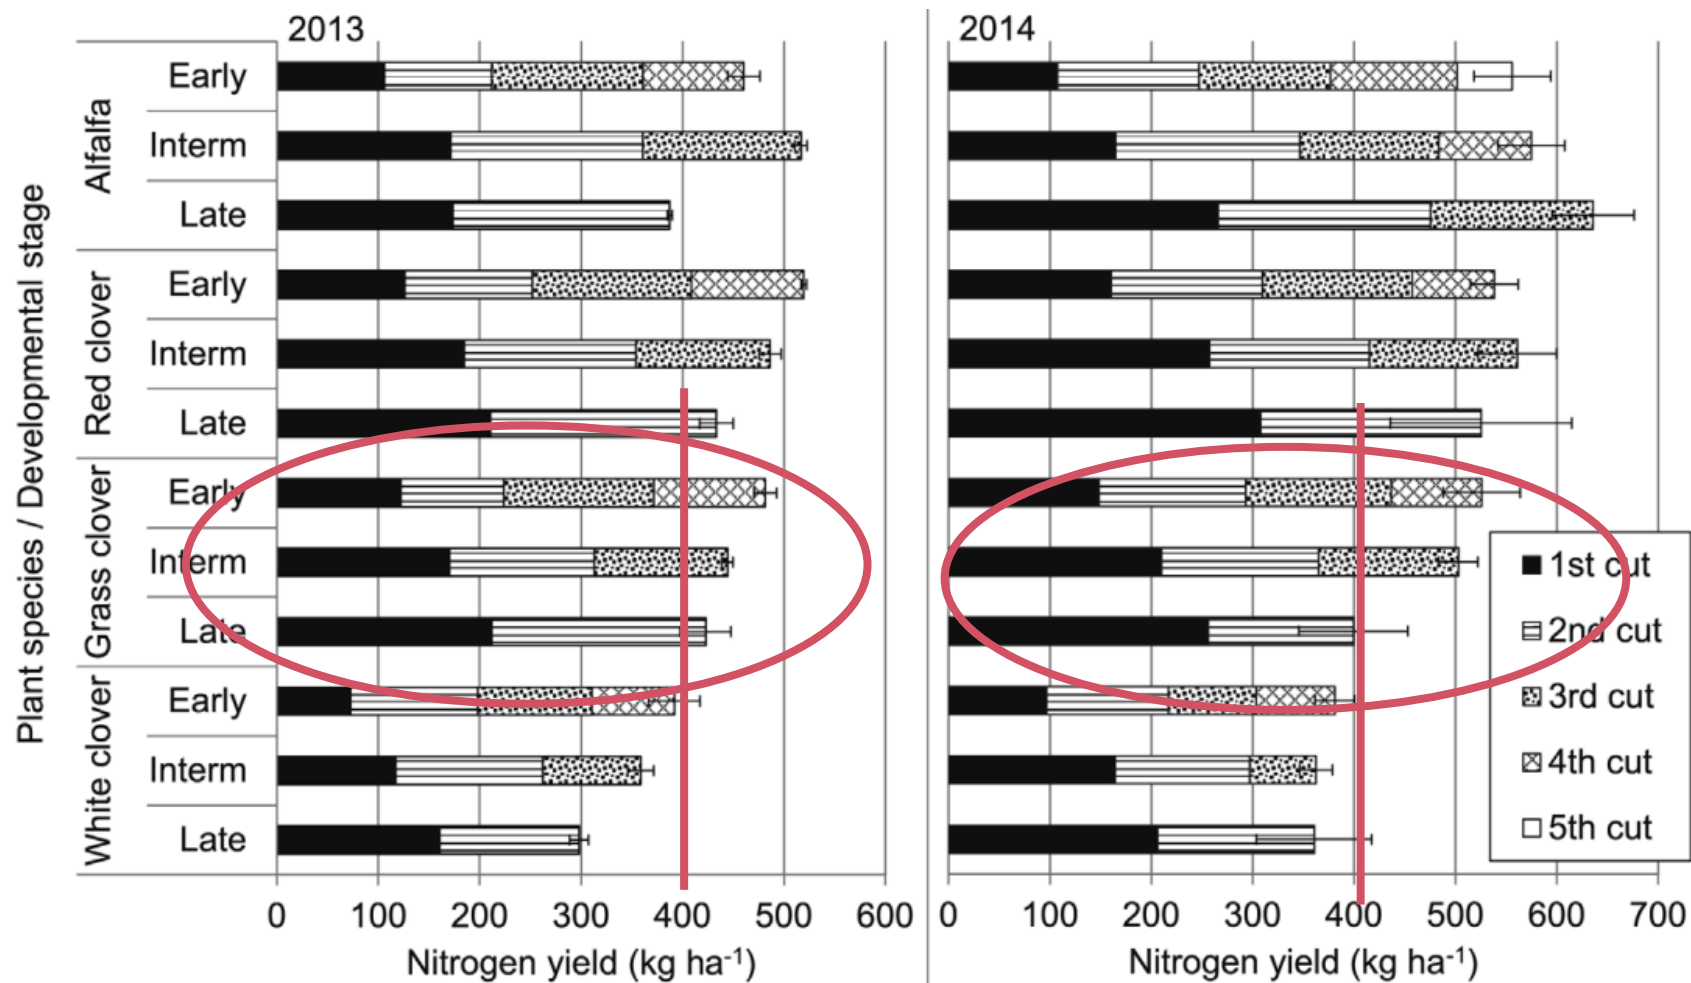 2013
2014
Plant species / Developmental stage
Alfalfa
Early
Interm
Late
Red clover
Early
Interm
Late
Grass clover
Early
Interm
Late
White clover
Early
Interm
Late
1st cut
2nd cut
3rd cut
4th cut
5th cut
0 100 200 300 400 500 600
0 100 200 300 400 500 600 700
Nitrogen yield (kg ha⁻¹)
Nitrogen yield (kg ha⁻¹)